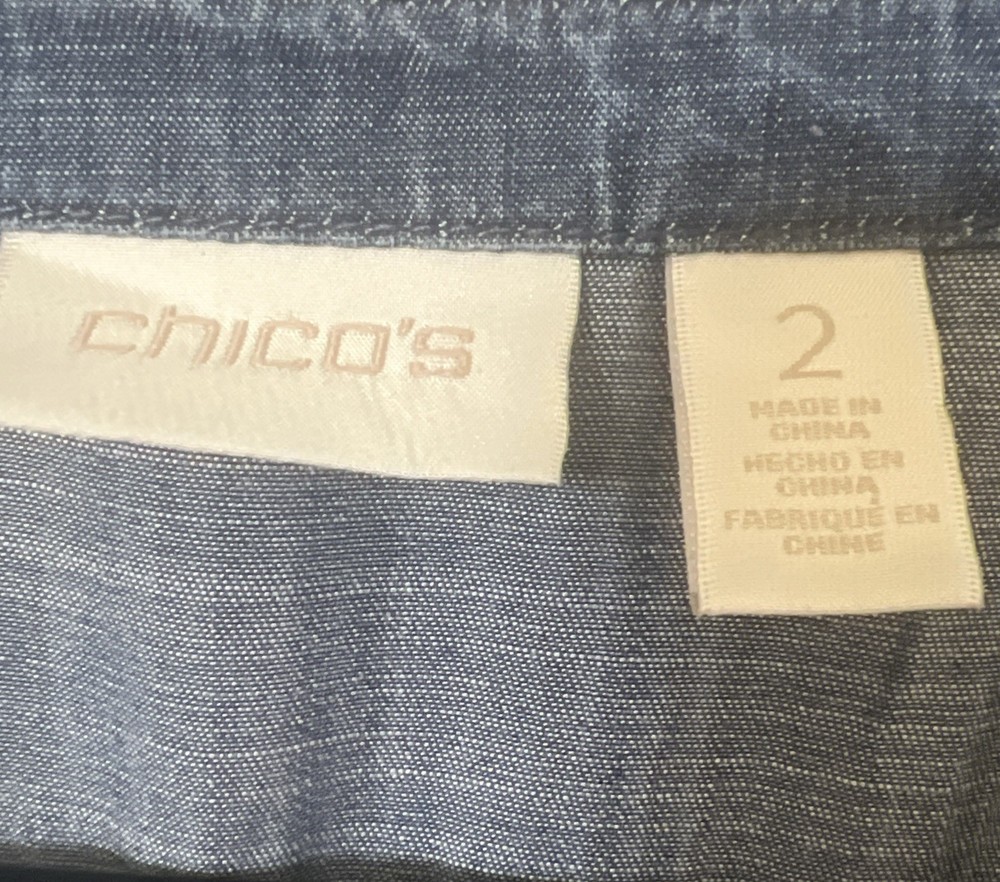 chico's
2
MADE IN
CHINA
HECHO EN
CHINA
FABRIQUÉ EN
CHINE